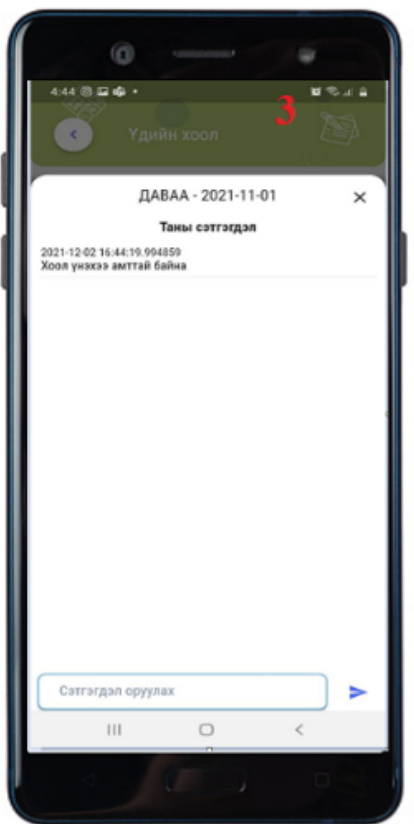 4:44
3
Үдийн хоол
ДАВАА - 2021-11-01
Таны сэтгэгдэл
2021-12-02 16:44:19.994859
Хоол үнэхээ амттай байна
Сэтгэгдэл оруулах